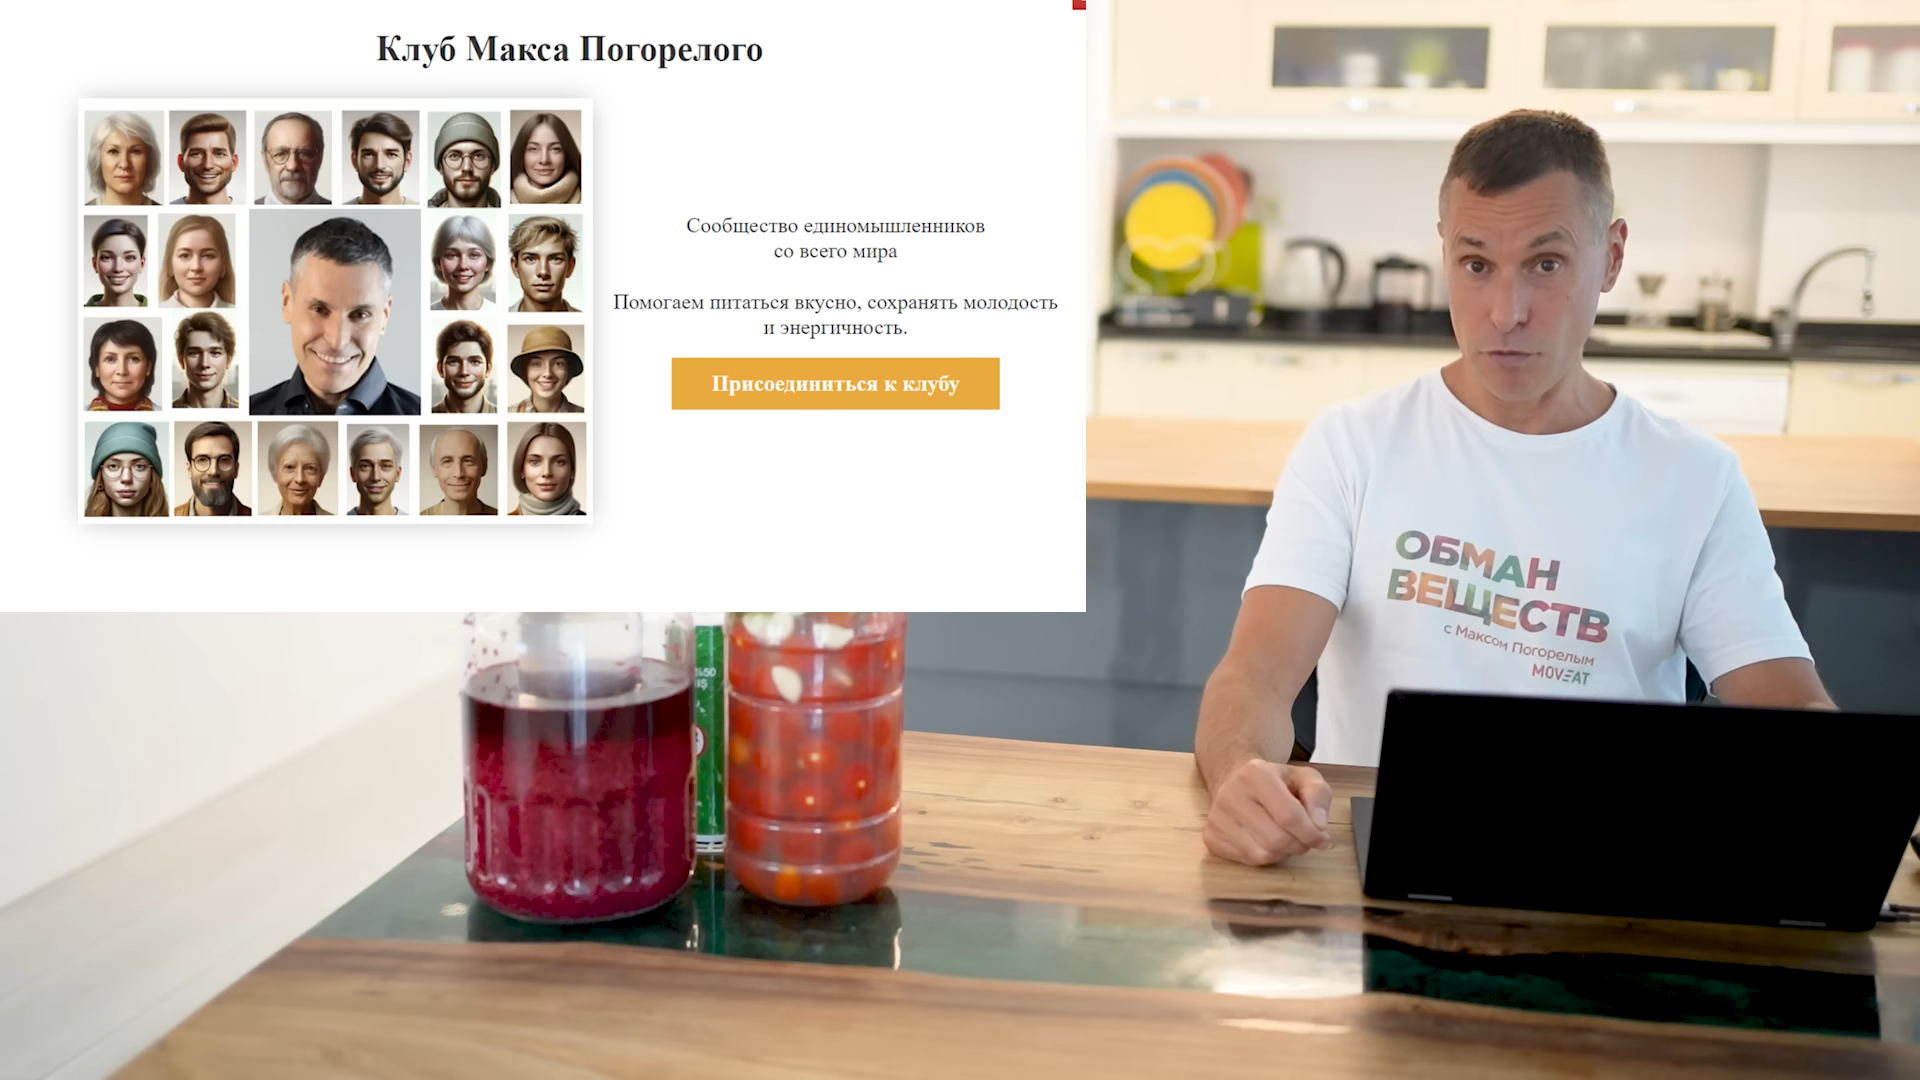 Клуб Макса Погорелого
Сообщество единомышленников
со всего мира
Помогаем питаться вкусно, сохранять молодость
и энергичность.
Присоединиться к клубу
ОБМАН
ВЕЩЕСТВ
с Максом Погорелым
MOVEAT
%50